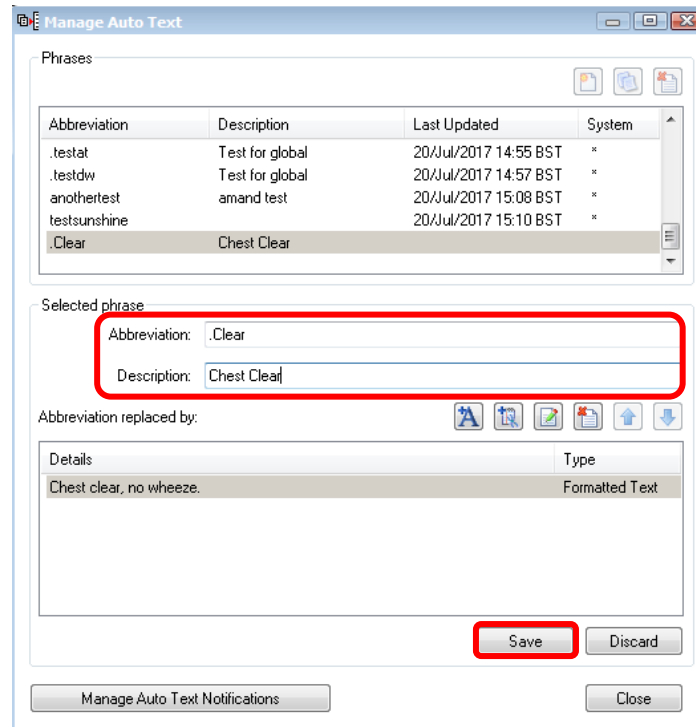 Manage Auto Text
Phrases
Abbreviation Description Last Updated System
.testat Test for global 20/Jul/2017 14:55 BST *
.testdw Test for global 20/Jul/2017 14:57 BST *
anothertest amand test 20/Jul/2017 15:08 BST *
testsunshine 20/Jul/2017 15:10 BST *
.Clear Chest Clear
Selected phrase
Abbreviation: .Clear
Description: Chest Clear
Abbreviation replaced by:
Details Type
Chest clear, no wheeze. Formatted Text
Save Discard
Manage Auto Text Notifications Close